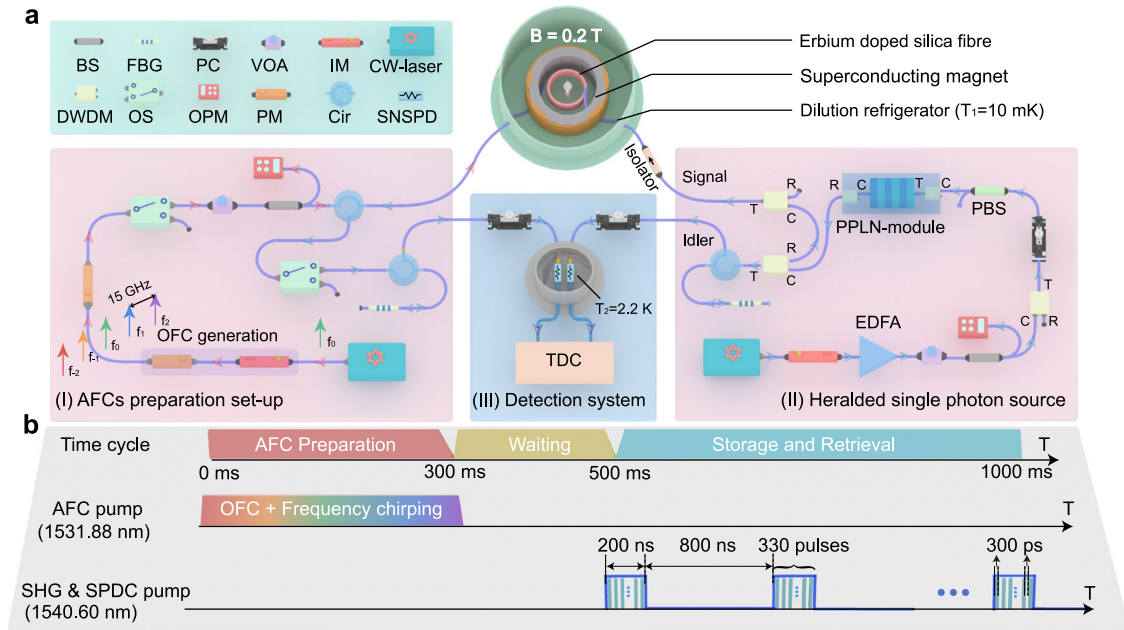 a
BS FBG PC VOA IM CW-laser
DWDM OS OPM PM Cir SNSPD
B = 0.2 T
Erbium doped silica fibre
Superconducting magnet
Dilution refrigerator (T₁=10 mK)
Isolator
15 GHz
f₋₂
f₋₁
f₀
f₁
f₂
OFC generation
f₀
(I) AFCs preparation set-up
T₂=2.2 K
TDC
(III) Detection system
Signal
R
T
C
Idler
R
T
C
R
C
T
C
PPLN-module
PBS
T
C
R
EDFA
(II) Heralded single photon source
b
Time cycle
AFC Preparation
Waiting
Storage and Retrieval
T
0 ms
300 ms
500 ms
1000 ms
AFC pump
(1531.88 nm)
OFC + Frequency chirping
T
200 ns
800 ns
330 pulses
300 ps
SHG & SPDC pump
(1540.60 nm)
T